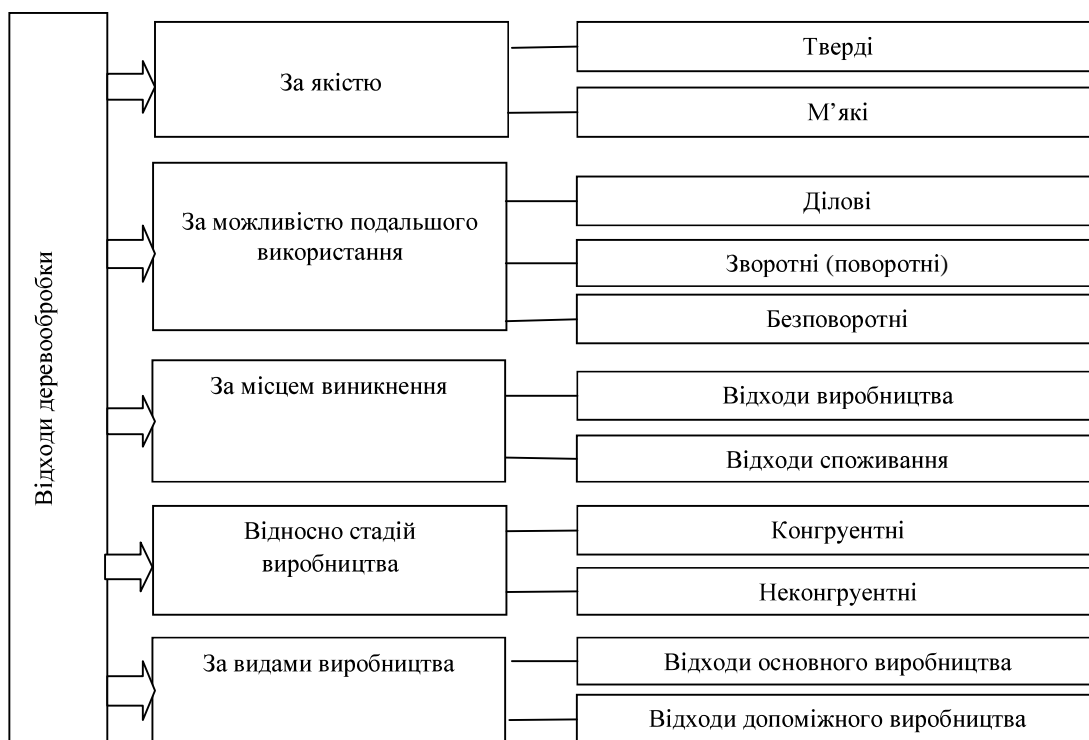 Відходи деревообробки
За якістю
Тверді
М’які
За можливістю подальшого
використання
Ділові
Зворотні (поворотні)
Безповоротні
За місцем виникнення
Відходи виробництва
Відходи споживання
Відносно стадій
виробництва
Конгруентні
Неконгруентні
За видами виробництва
Відходи основного виробництва
Відходи допоміжного виробництва